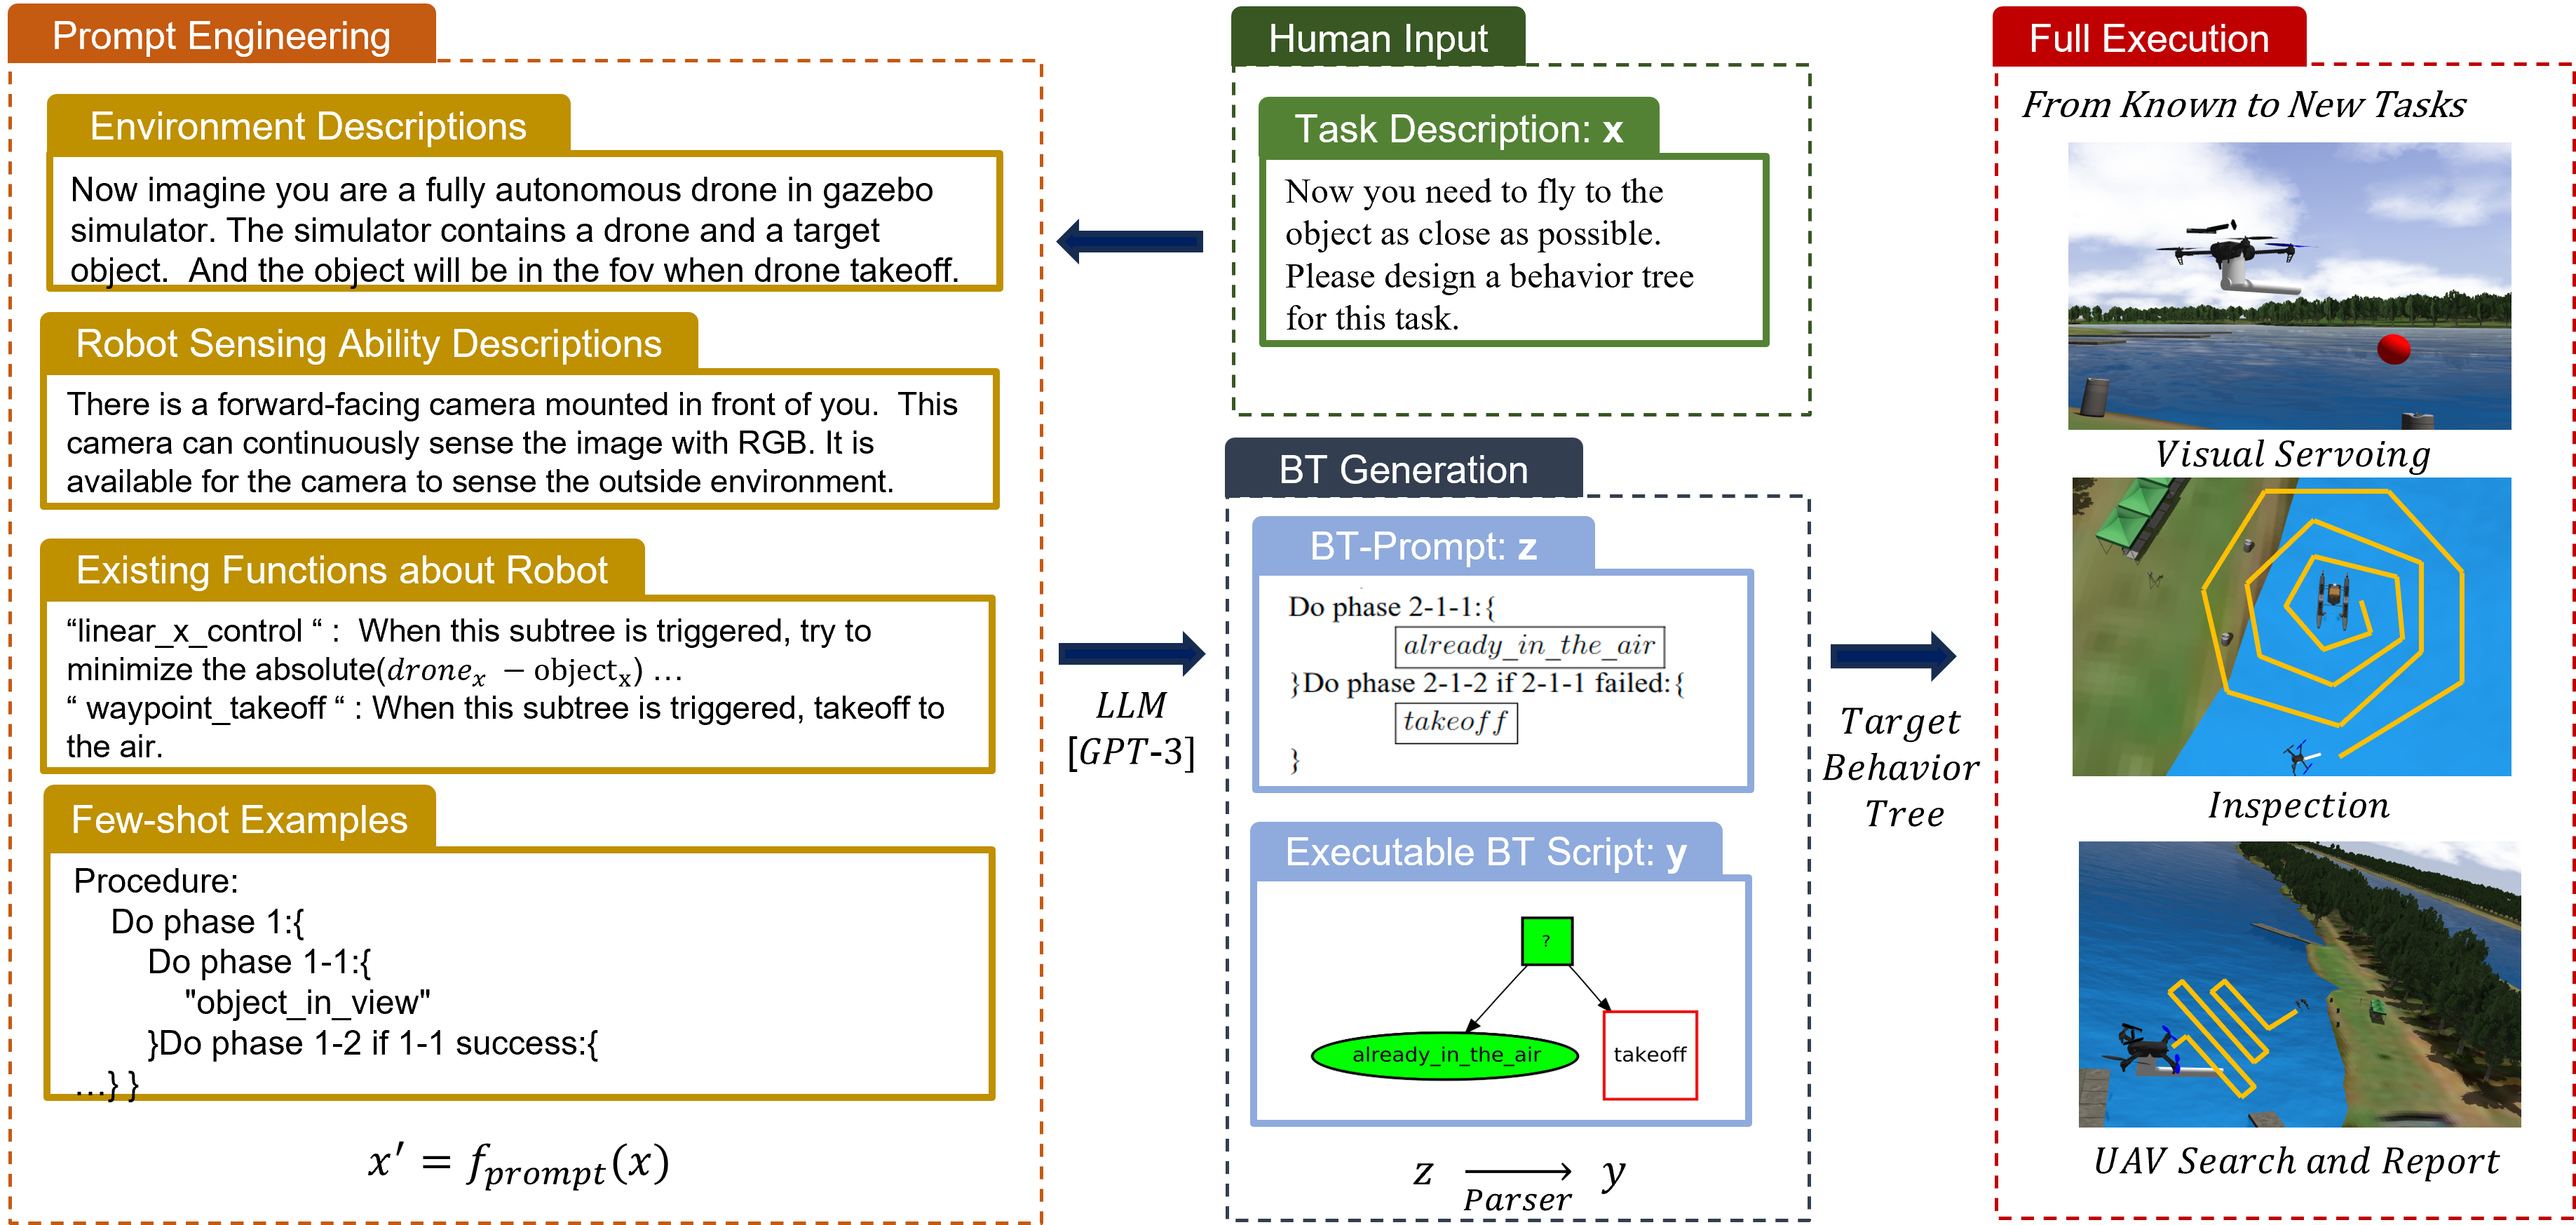 Prompt Engineering
Environment Descriptions
Now imagine you are a fully autonomous drone in gazebo
simulator. The simulator contains a drone and a target
object.  And the object will be in the fov when drone takeoff.
Robot Sensing Ability Descriptions
There is a forward-facing camera mounted in front of you.  This
camera can continuously sense the image with RGB. It is
available for the camera to sense the outside environment.
Existing Functions about Robot
“linear_x_control “ :  When this subtree is triggered, try to
minimize the absolute(drone_x − object_x) …
“ waypoint_takeoff “ : When this subtree is triggered, takeoff to
the air.
Few-shot Examples
Procedure:
Do phase 1:{
Do phase 1-1:{
"object_in_view"
}Do phase 1-2 if 1-1 success:{
…} }
x′ = f_prompt(x)
Human Input
Task Description: x
Now you need to fly to the
object as close as possible.
Please design a behavior tree
for this task.
LLM
[GPT-3]
BT Generation
BT-Prompt: z
Do phase 2-1-1:{
already_in_the_air
}Do phase 2-1-2 if 2-1-1 failed:{
takeoff
}
Executable BT Script: y
?
already_in_the_air
takeoff
z ⟶ y
Parser
Target
Behavior
Tree
Full Execution
From Known to New Tasks
Visual Servoing
Inspection
UAV Search and Report